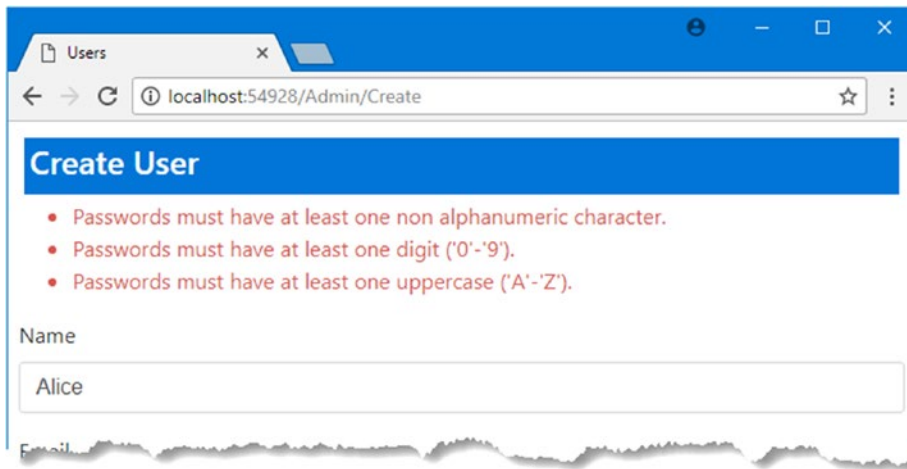 Users
localhost:54928/Admin/Create
Create User
Passwords must have at least one non alphanumeric character.
Passwords must have at least one digit ('0'-'9').
Passwords must have at least one uppercase ('A'-'Z').
Name
Alice
Email